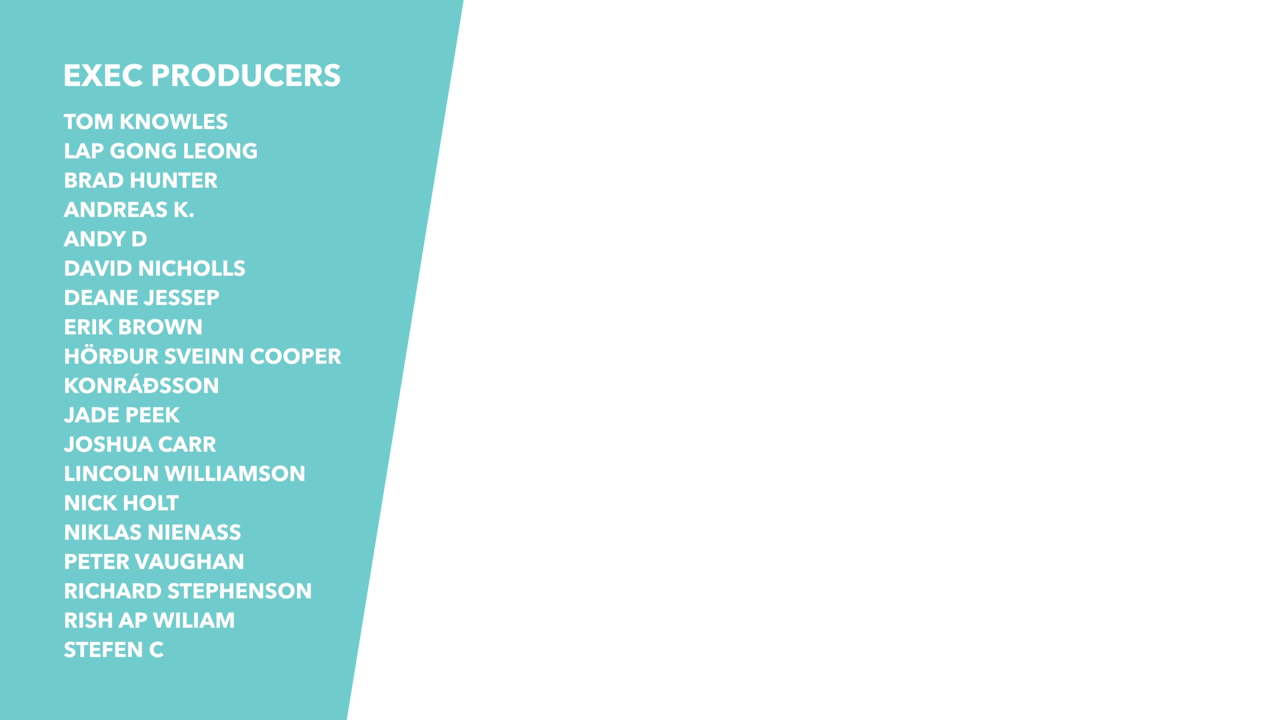 EXEC PRODUCERS
TOM KNOWLES
LAP GONG LEONG
BRAD HUNTER
ANDREAS K.
ANDY D
DAVID NICHOLLS
DEANE JESSEP
ERIK BROWN
HÖRÐUR SVEINN COOPER
KONRÁÐSSON
JADE PEEK
JOSHUA CARR
LINCOLN WILLIAMSON
NICK HOLT
NIKLAS NIENASS
PETER VAUGHAN
RICHARD STEPHENSON
RISH AP WILIAM
STEFEN C